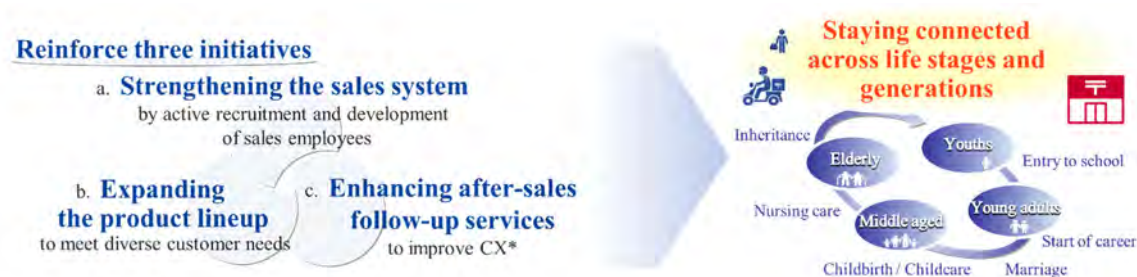 Reinforce three initiatives
a. Strengthening the sales system
by active recruitment and development
of sales employees
b. Expanding
the product lineup
to meet diverse customer needs
c. Enhancing after-sales
follow-up services
to improve CX*
Staying connected
across life stages and
generations
Inheritance
Elderly
Youths
Entry to school
Nursing care
Middle aged
Young adults
Start of career
Childbirth / Childcare
Marriage